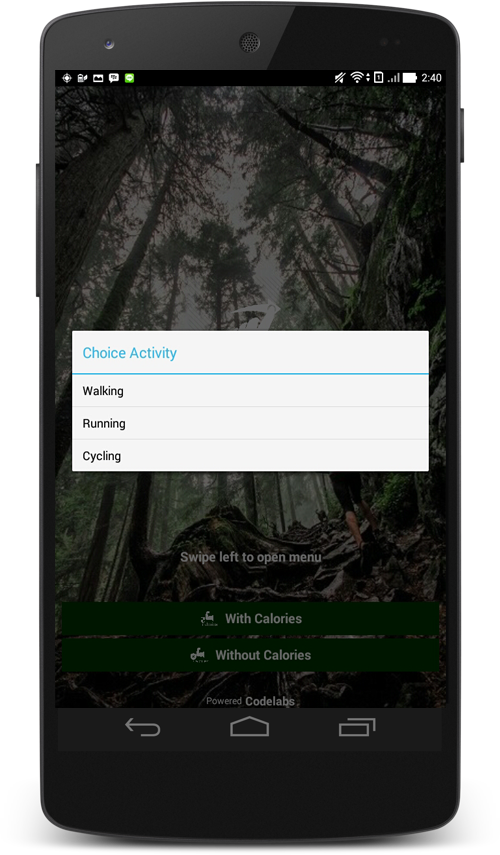 2:40
Choice Activity
Walking
Running
Cycling
Swipe left to open menu
With Calories
Without Calories
Powered Codelabs